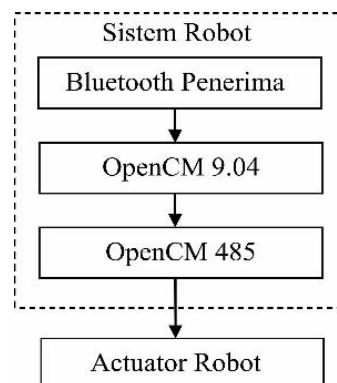 Sistem Robot
Bluetooth Penerima
OpenCM 9.04
OpenCM 485
Actuator Robot